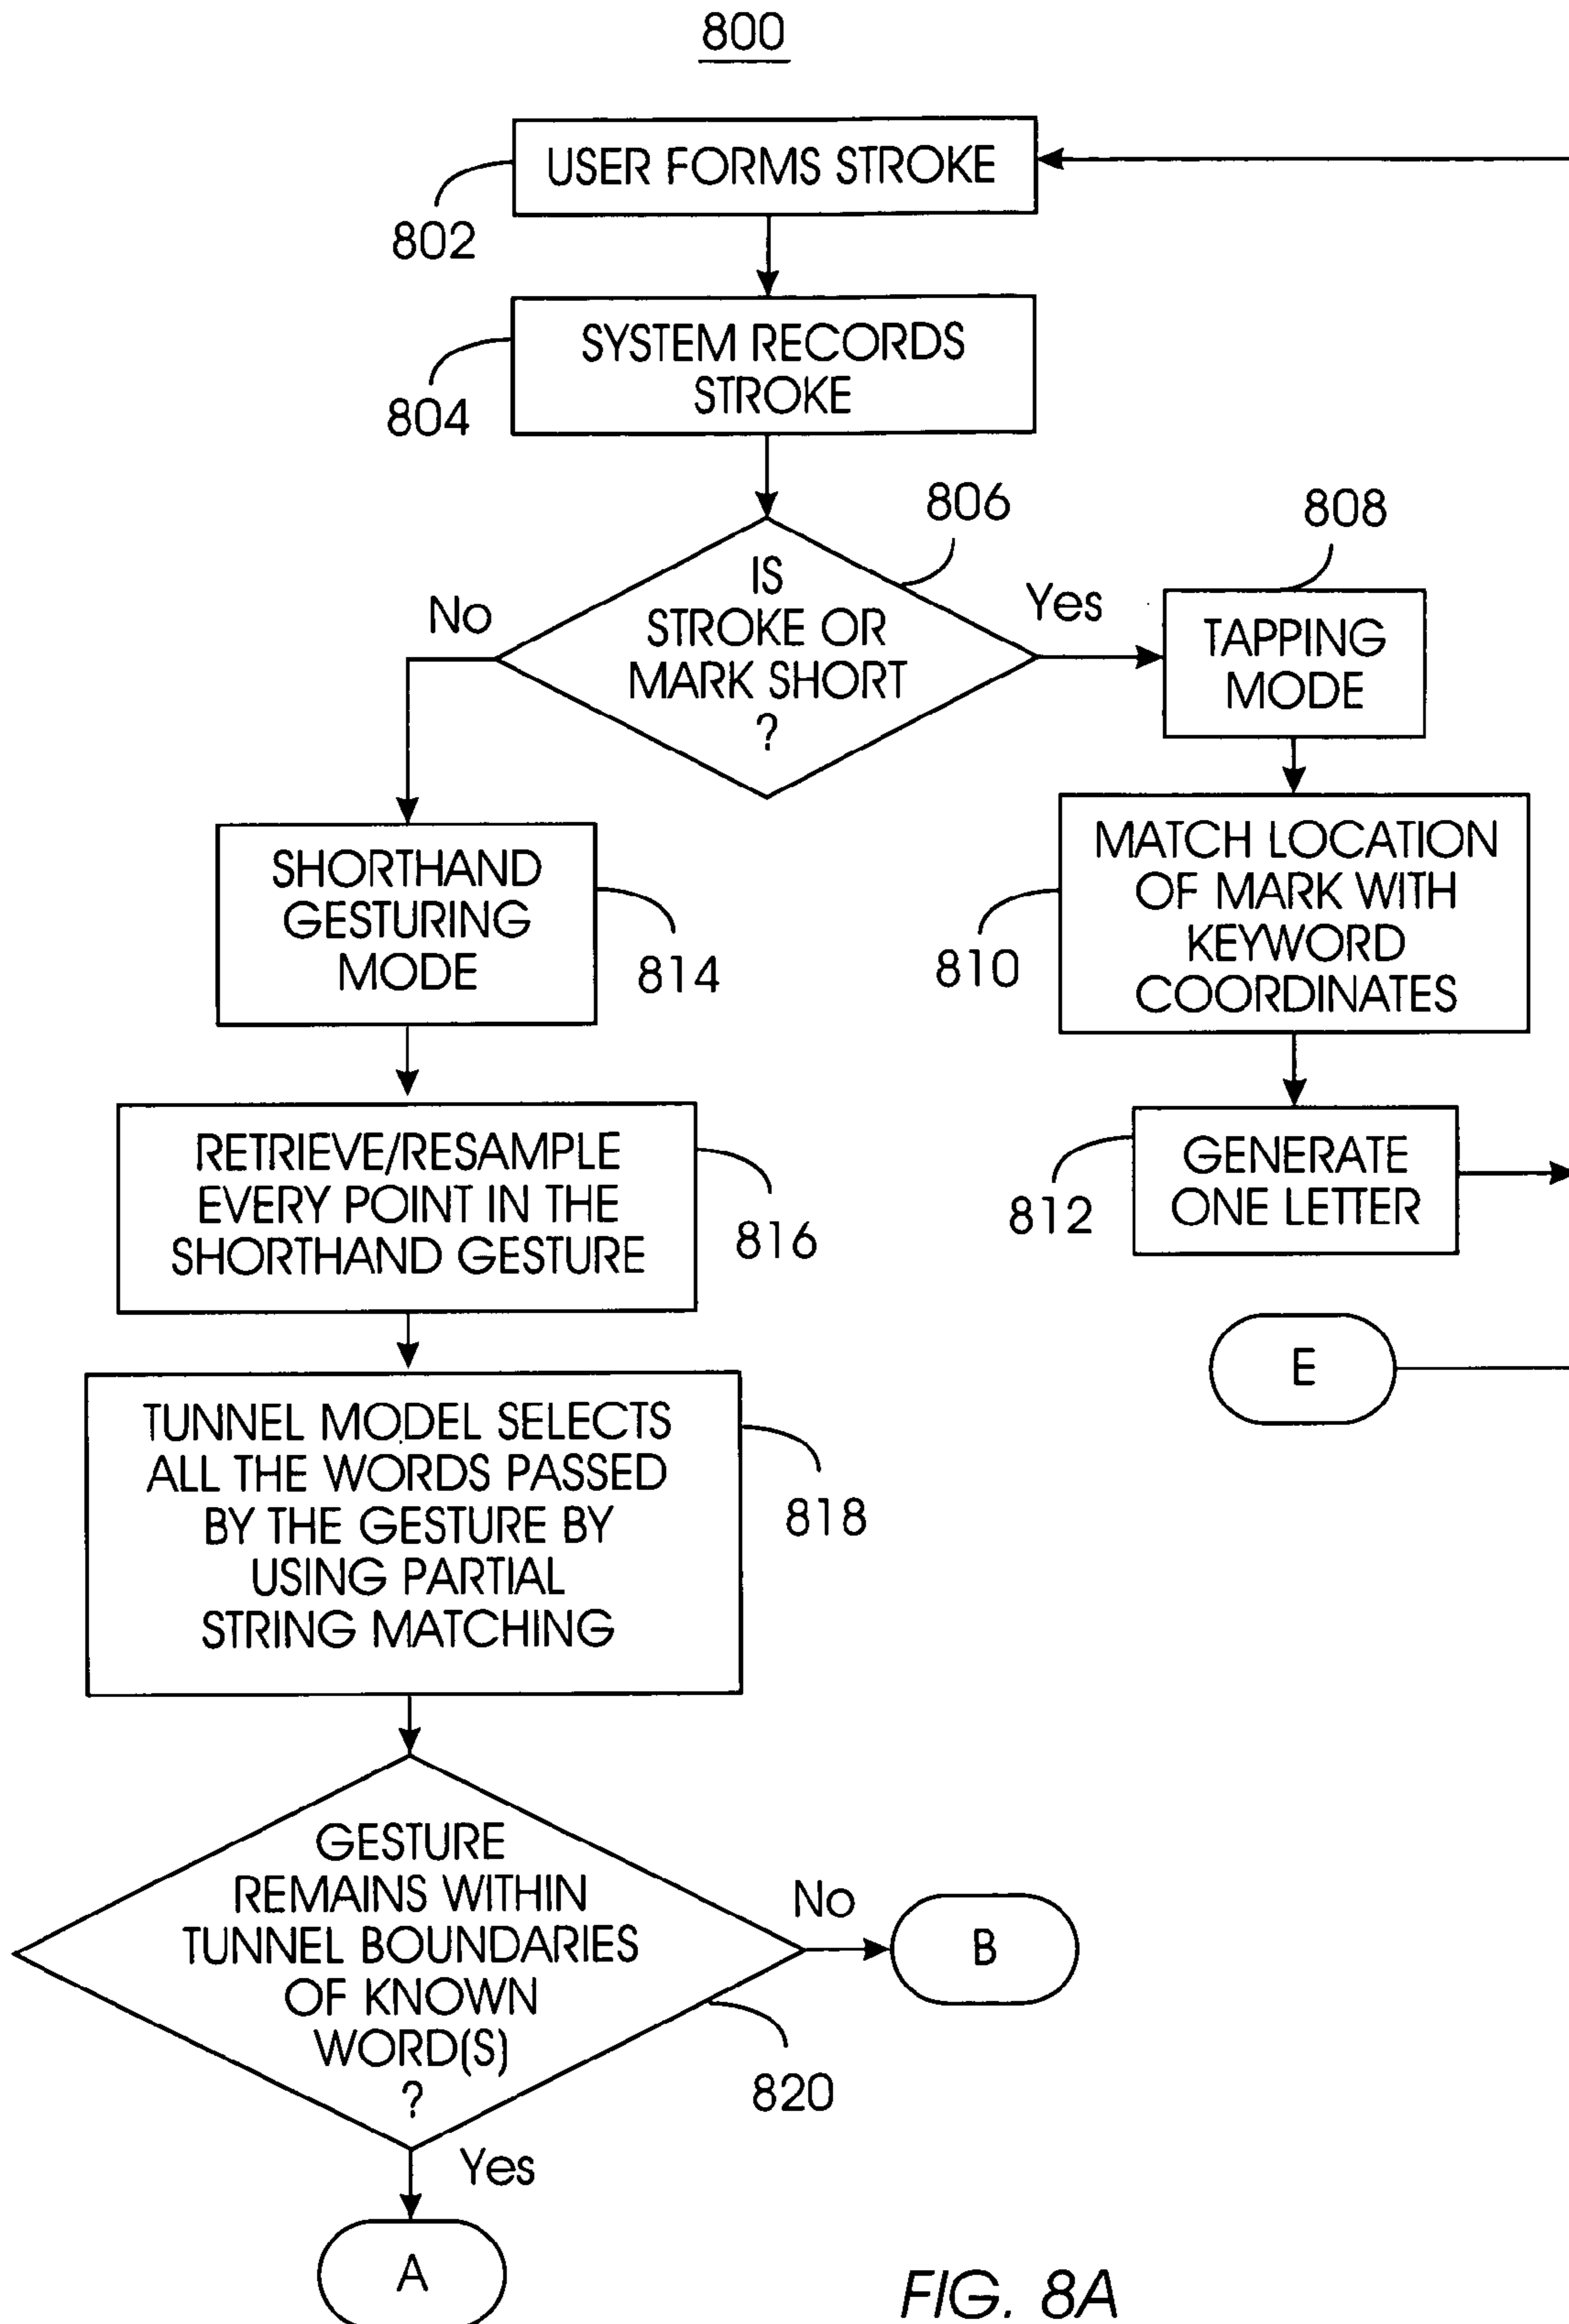 800
USER FORMS STROKE
802
SYSTEM RECORDS
STROKE
804
806
IS
STROKE OR
MARK SHORT
?
No
Yes
808
TAPPING
MODE
MATCH LOCATION
OF MARK WITH
KEYWORD
COORDINATES
810
GENERATE
ONE LETTER
812
E
SHORTHAND
GESTURING
MODE
814
RETRIEVE/RESAMPLE
EVERY POINT IN THE
SHORTHAND GESTURE
816
TUNNEL MODEL SELECTS
ALL THE WORDS PASSED
BY THE GESTURE BY
USING PARTIAL
STRING MATCHING
818
GESTURE
REMAINS WITHIN
TUNNEL BOUNDARIES
OF KNOWN
WORD(S)
?
820
No
B
Yes
A
FIG. 8A